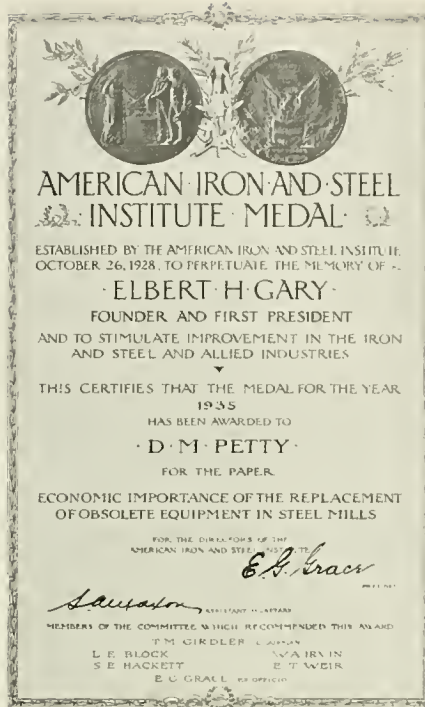 AMERICAN·IRON·AND·STEEL
INSTITUTE·MEDAL·
ESTABLISHED BY THE AMERICAN IRON AND STEEL INSTITUTE
OCTOBER 26, 1928, TO PERPETUATE THE MEMORY OF
·ELBERT·H·GARY·
FOUNDER AND FIRST PRESIDENT
AND TO STIMULATE IMPROVEMENT IN THE IRON
AND STEEL AND ALLIED INDUSTRIES
THIS CERTIFIES THAT THE MEDAL FOR THE YEAR
1935
HAS BEEN AWARDED TO
·D·M·PETTY·
FOR THE PAPER
ECONOMIC IMPORTANCE OF THE REPLACEMENT
OF OBSOLETE EQUIPMENT IN STEEL MILLS
FOR THE DIRECTORS OF THE
AMERICAN IRON AND STEEL INSTITUTE
E. G. Grace
PRESIDENT
ASSISTANT SECRETARY
MEMBERS OF THE COMMITTEE WHICH RECOMMENDED THIS AWARD
T·M·GIRDLER CHAIRMAN
L·E·BLOCK W·A·IRVIN
S·E·HACKETT E·T·WEIR
E·G·GRACE EX OFFICIO